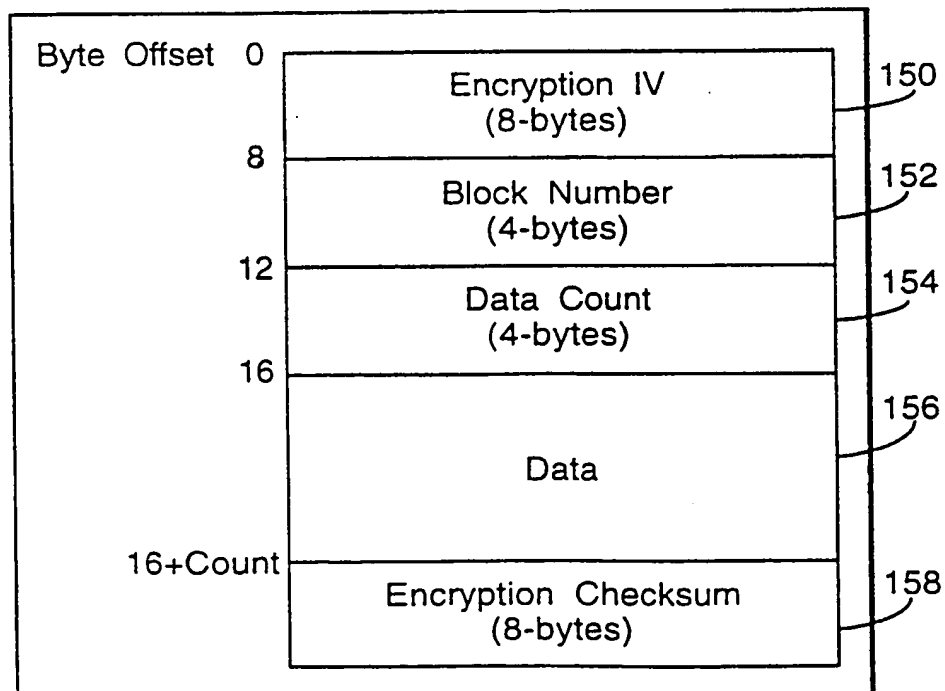 Byte Offset 0
Encryption IV
(8-bytes)
150
8
Block Number
(4-bytes)
152
12
Data Count
(4-bytes)
154
16
Data
156
16+Count
Encryption Checksum
(8-bytes)
158